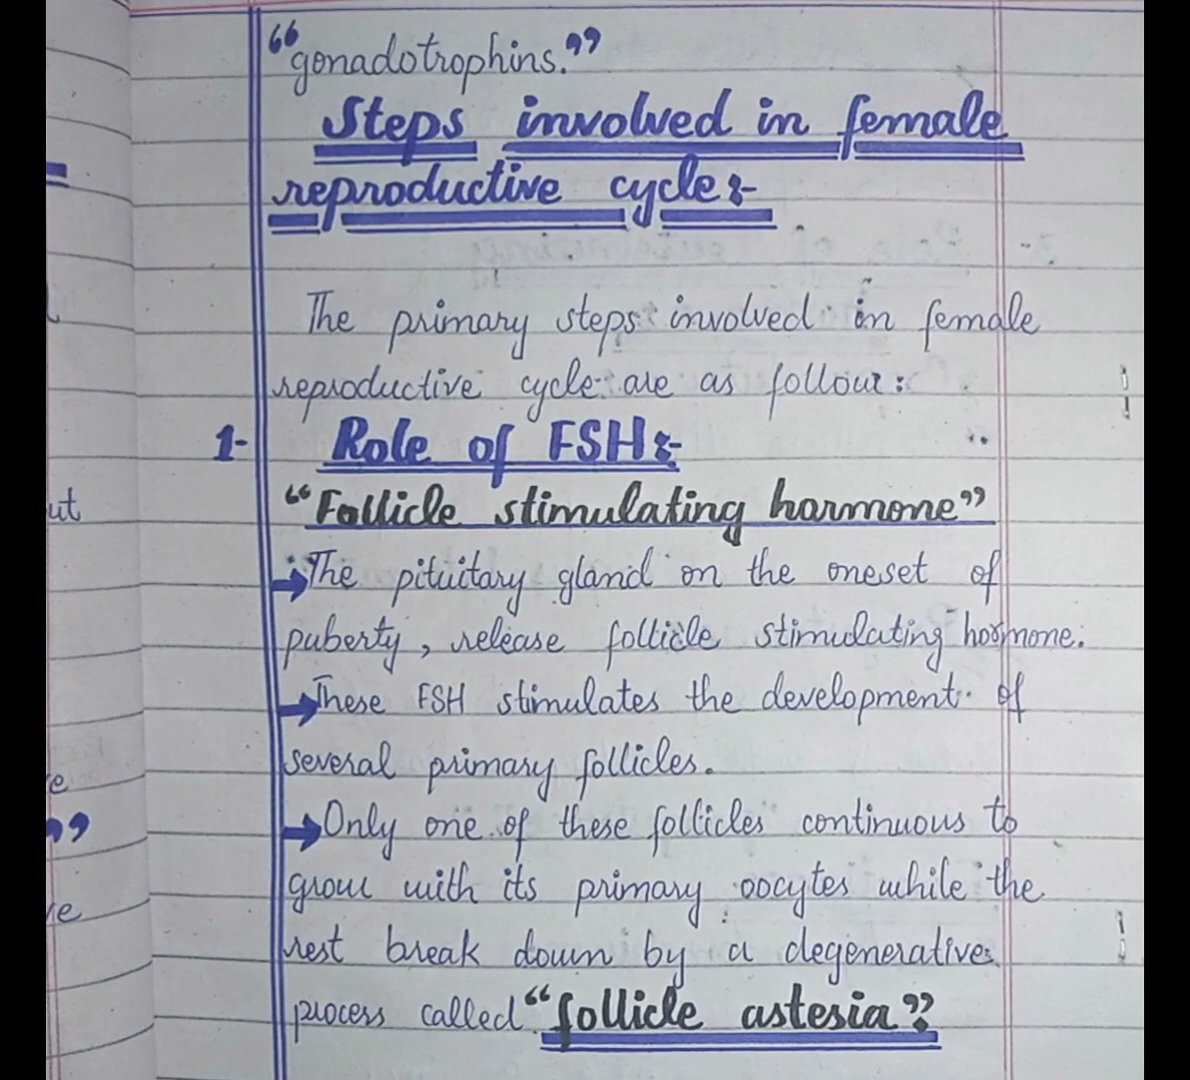 “gonadotrophins.”
Steps involved in female
reproductive cycle:-
The primary steps involved in female
reproductive cycle are as follow:
1- Role of FSH:-
“Follicle stimulating hormone”
→The pituitary gland on the oneset of
puberty, release follicle stimulating hormone.
→These FSH stimulates the development of
several primary follicles.
→Only one of these follicles continuous to
grow with its primary oocytes while the
rest break down by a degenerative
process called “follicle astesia”
ut
e
”